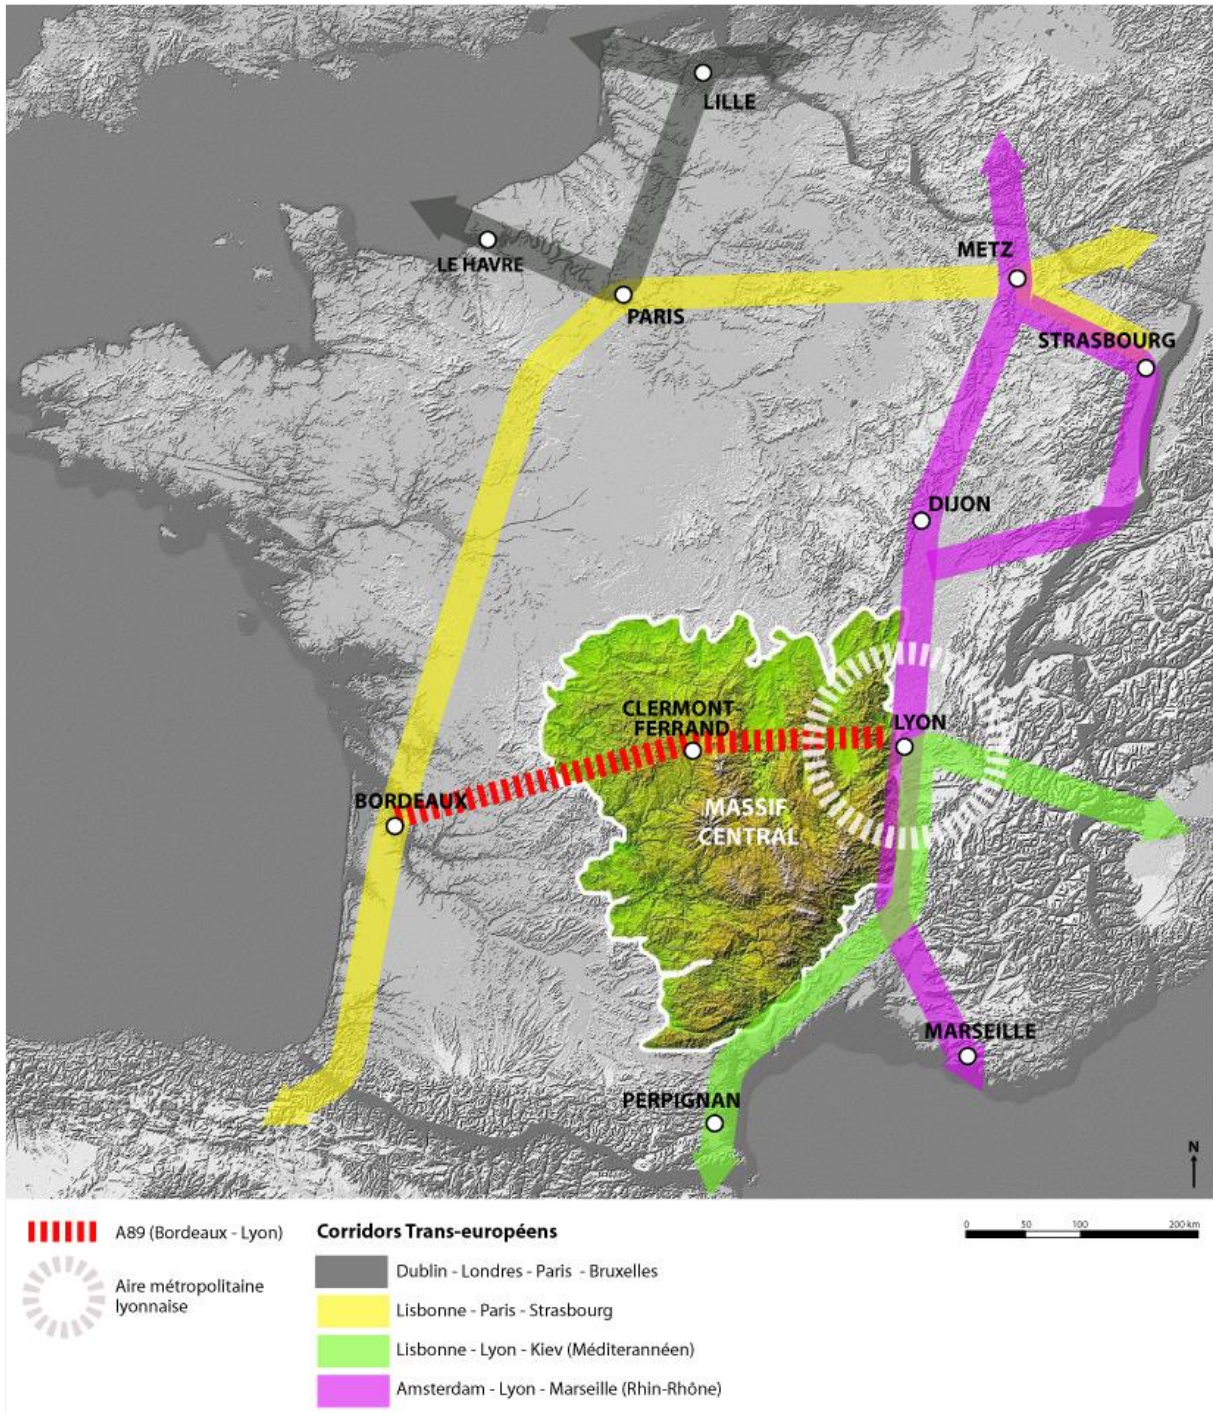 LILLE
METZ
LE HAVRE
PARIS
STRASBOURG
DIJON
CLERMONT-
FERRAND
LYON
BORDEAUX
MASSIF
CENTRAL
MARSEILLE
PERPIGNAN
N
A89 (Bordeaux - Lyon)
Aire métropolitaine
lyonnaise
Corridors Trans-européens
Dublin - Londres - Paris - Bruxelles
Lisbonne - Paris - Strasbourg
Lisbonne - Lyon - Kiev (Méditerannéen)
Amsterdam - Lyon - Marseille (Rhin-Rhône)
0 50 100 200 km